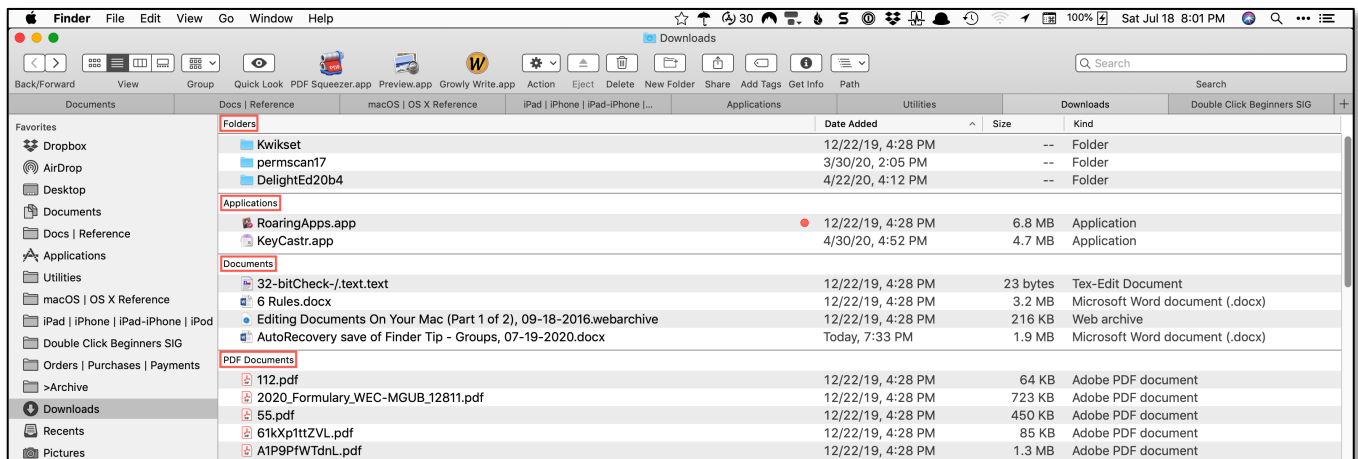 Finder File Edit View Go Window Help 30 100% Sat Jul 18 8:01 PM
Downloads
Search
Back/Forward View Group Quick Look PDF Squeezer.app Preview.app Growly Write.app Action Eject Delete New Folder Share Add Tags Get Info Path Search
Documents Docs | Reference macOS | OS X Reference iPad | iPhone | iPad-iPhone |... Applications Utilities Downloads Double Click Beginners SIG +
Favorites
Dropbox
AirDrop
Desktop
Documents
Docs | Reference
Applications
Utilities
macOS | OS X Reference
iPad | iPhone | iPad-iPhone | iPod
Double Click Beginners SIG
Orders | Purchases | Payments
>Archive
Downloads
Recents
Pictures
Folders Date Added Size Kind
Kwikset 12/22/19, 4:28 PM -- Folder
permscan17 3/30/20, 2:05 PM -- Folder
DelightEd20b4 4/22/20, 4:12 PM -- Folder
Applications
RoaringApps.app 12/22/19, 4:28 PM 6.8 MB Application
KeyCastr.app 4/30/20, 4:52 PM 4.7 MB Application
Documents
32-bitCheck-/.text.text 12/22/19, 4:28 PM 23 bytes Tex-Edit Document
6 Rules.docx 12/22/19, 4:28 PM 3.2 MB Microsoft Word document (.docx)
Editing Documents On Your Mac (Part 1 of 2), 09-18-2016.webarchive 12/22/19, 4:28 PM 216 KB Web archive
AutoRecovery save of Finder Tip - Groups, 07-19-2020.docx Today, 7:33 PM 1.9 MB Microsoft Word document (.docx)
PDF Documents
112.pdf 12/22/19, 4:28 PM 64 KB Adobe PDF document
2020_Formulary_WEC-MGUB_12811.pdf 12/22/19, 4:28 PM 723 KB Adobe PDF document
55.pdf 12/22/19, 4:28 PM 450 KB Adobe PDF document
61kXp1ttZVL.pdf 12/22/19, 4:28 PM 85 KB Adobe PDF document
A1P9PfWTdnL.pdf 12/22/19, 4:28 PM 1.3 MB Adobe PDF document